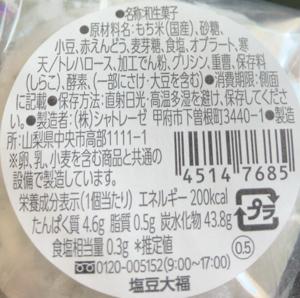 ●名称:和生菓子
●原材料名:もち米(国産)、砂糖、
小豆、赤えんどう、麦芽糖、食塩、オブラート、寒
天/トレハロース、加工でん粉、グリシン、重曹、保存料
(しらこ)、酵素、(一部にさけ・大豆を含む) ●消費期限:側面
に記載 ●保存方法:直射日光・高温多湿を避け、保存してくだ
さい。●製造者:(株)シャトレーゼ 甲府市下曽根町3440-1 ●製造
所:山梨県中央市高部1111-1
※卵、乳、小麦を含む商品と共通の
設備で製造しています。
4514 7685
栄養成分表示(1個当たり) エネルギー 200kcal
たんぱく質 4.6g 脂質 0.5g 炭水化物 43.8g
食塩相当量 0.3g *推定値
プラ
0.5
0120-005152(9:00~17:00)
塩豆大福